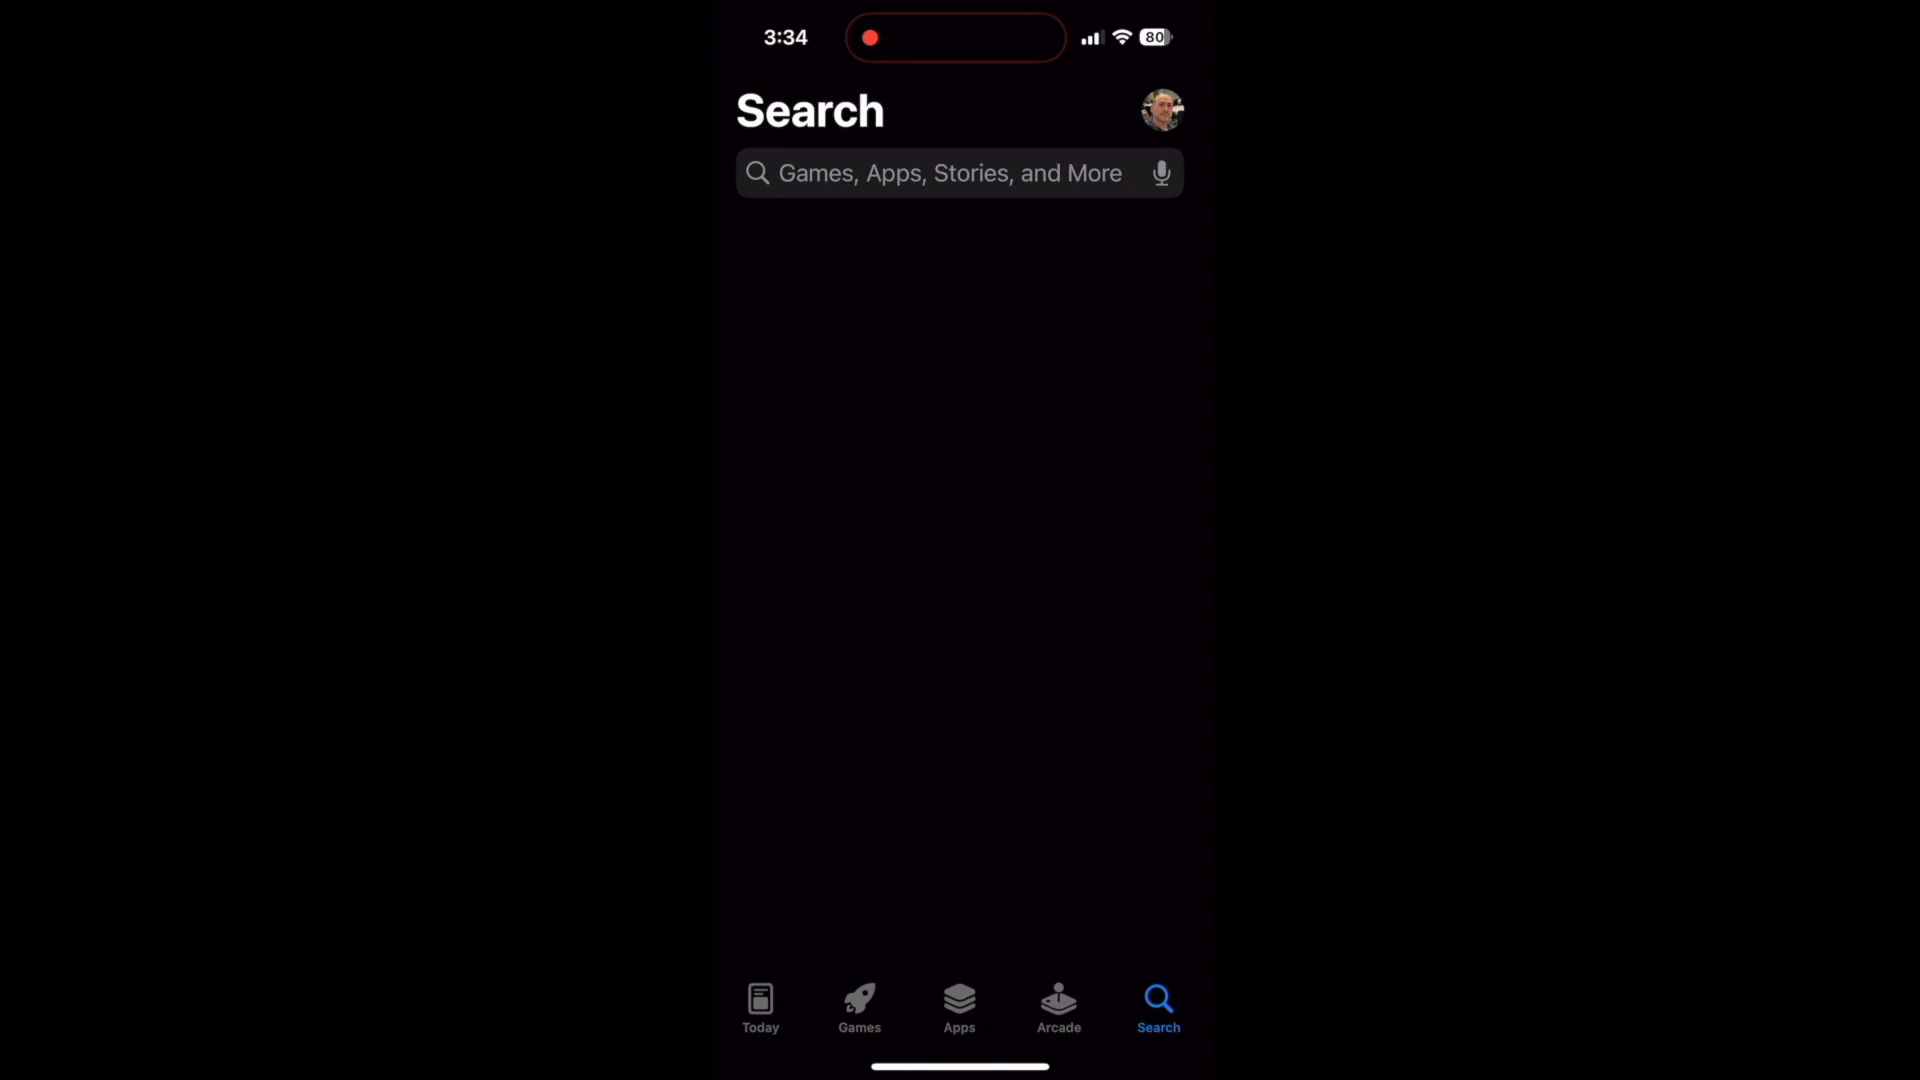 3:34
80
Search
Games, Apps, Stories, and More
Today
Games
Apps
Arcade
Search